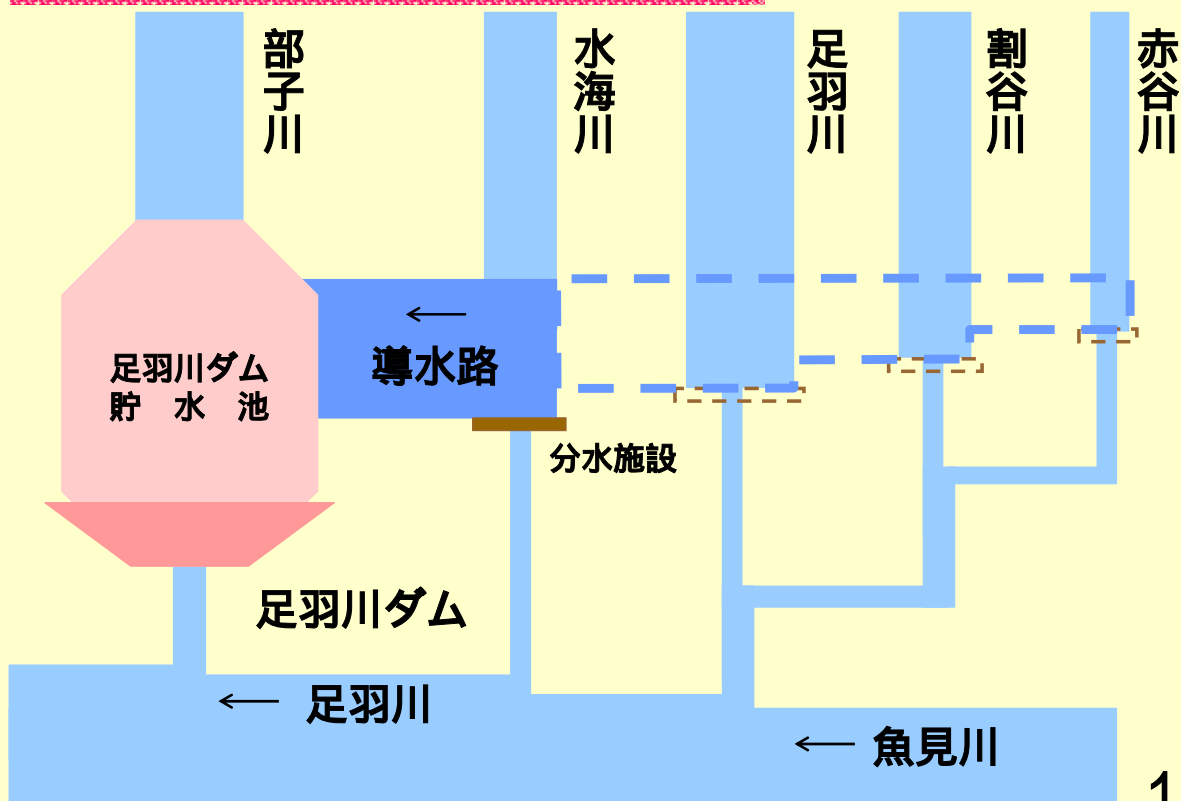 部子川
水海川
足羽川
割谷川
赤谷川
足羽川ダム
貯水池
導水路
分水施設
足羽川ダム
足羽川
魚見川
1